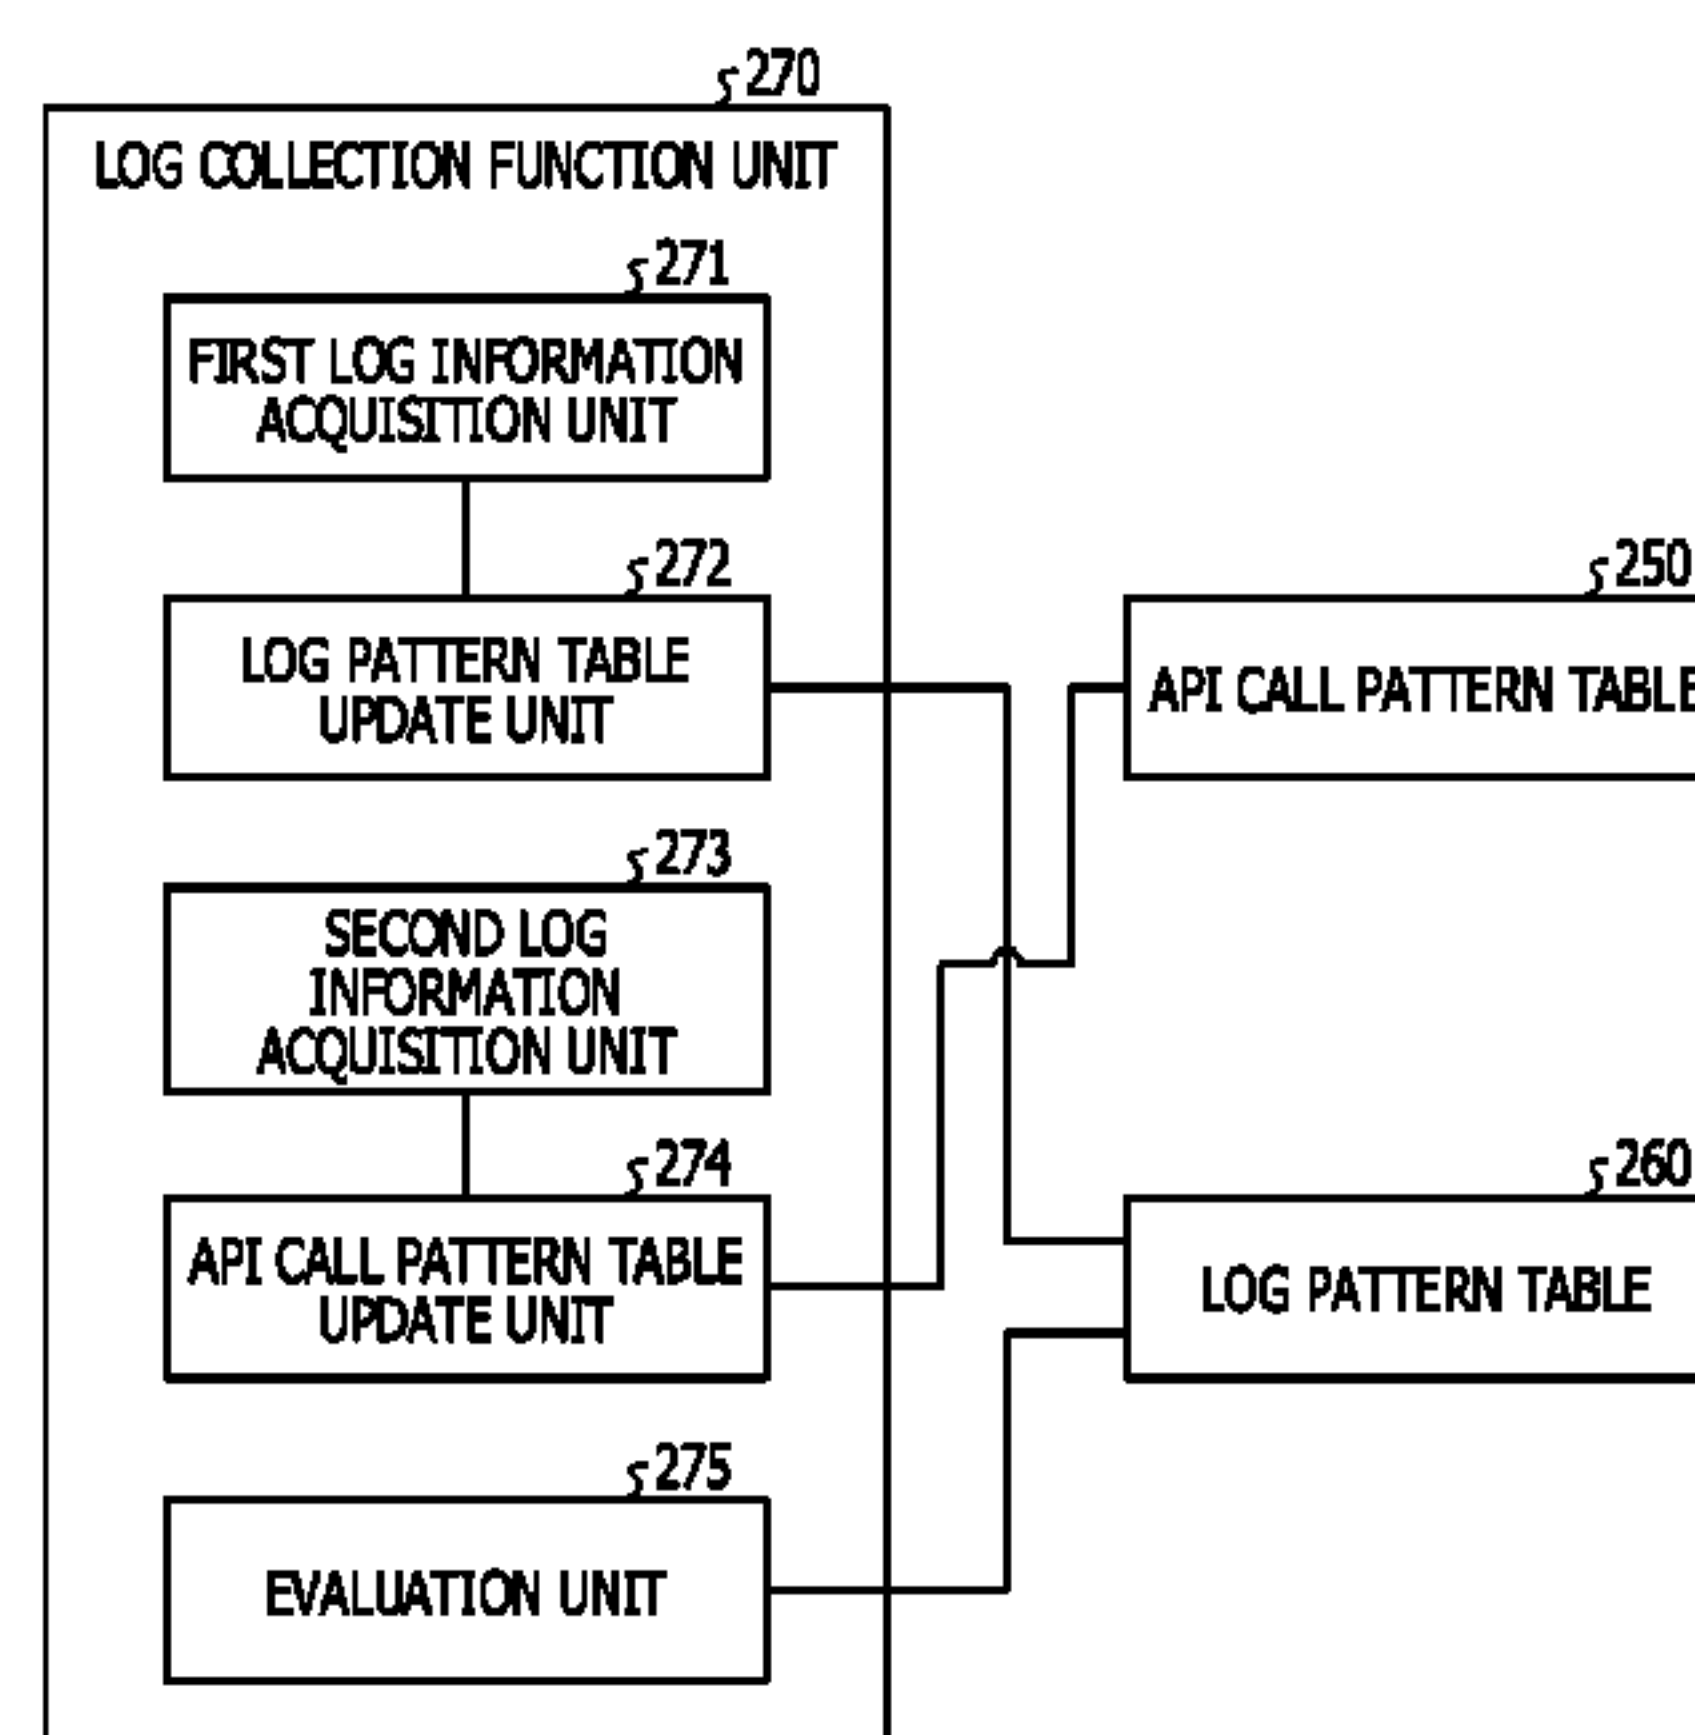 270
LOG COLLECTION FUNCTION UNIT
271
FIRST LOG INFORMATION
ACQUISITION UNIT
272
LOG PATTERN TABLE
UPDATE UNIT
250
API CALL PATTERN TABLE
273
SECOND LOG
INFORMATION
ACQUISITION UNIT
274
API CALL PATTERN TABLE
UPDATE UNIT
260
LOG PATTERN TABLE
275
EVALUATION UNIT